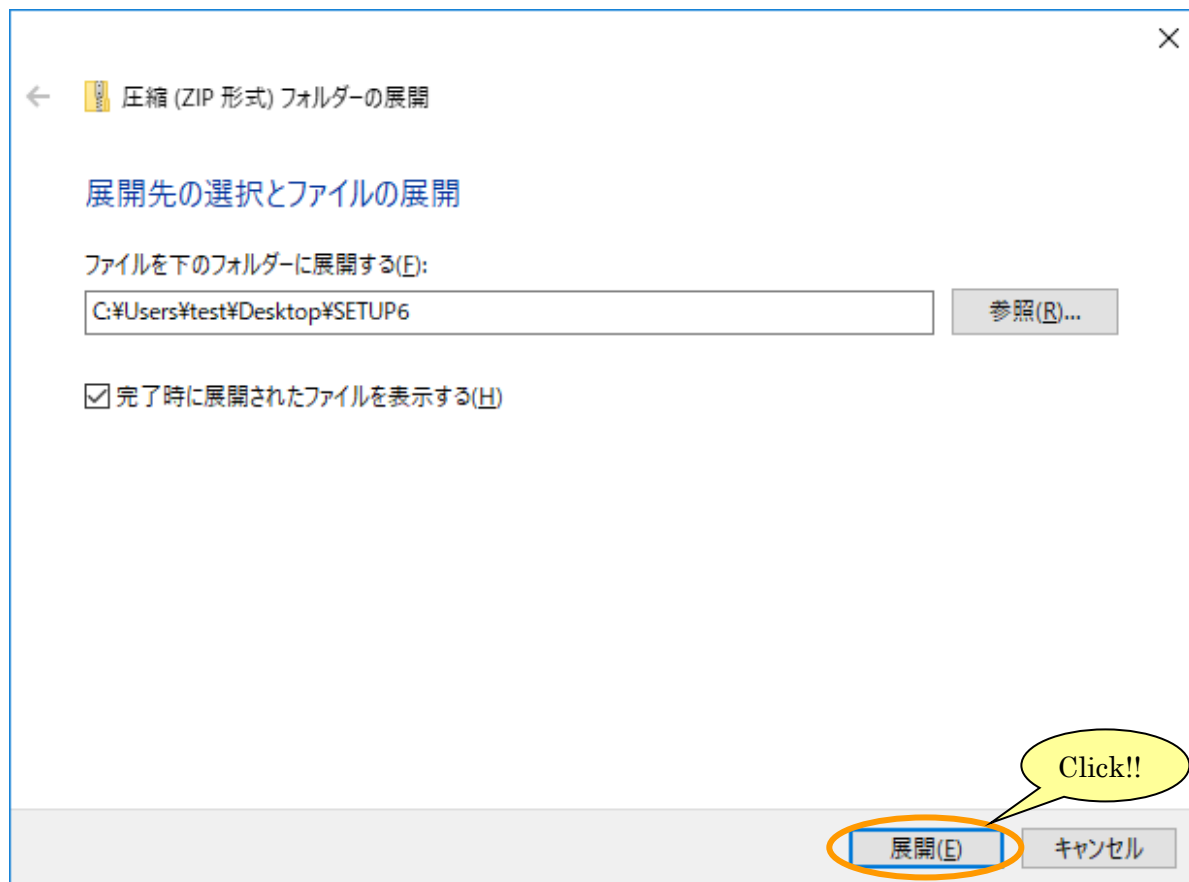 圧縮 (ZIP 形式) フォルダーの展開
展開先の選択とファイルの展開
ファイルを下のフォルダーに展開する(F):
C:¥Users¥test¥Desktop¥SETUP6
参照(R)...
完了時に展開されたファイルを表示する(H)
Click!!
展開(E)
キャンセル